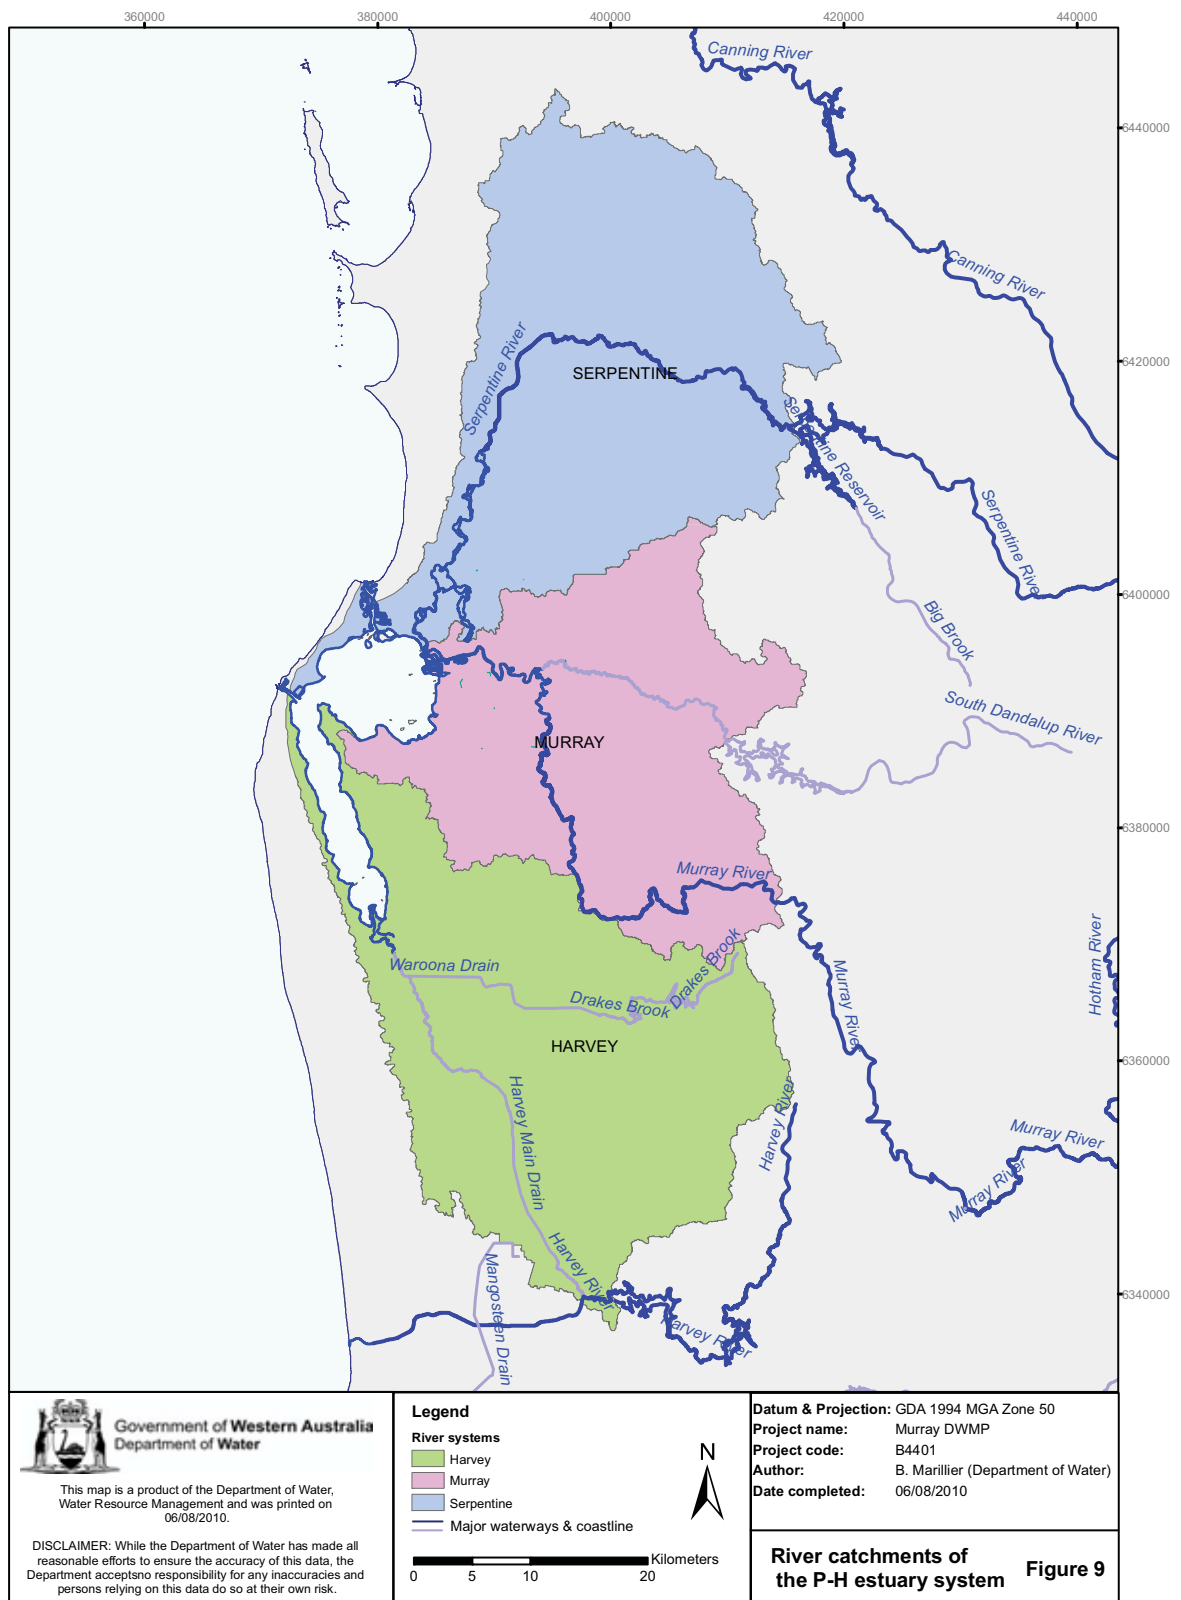 360000
380000
400000
420000
440000
Canning River
6440000
Canning River
Serpentine River
6420000
SERPENTINE
Serpentine Reservoir
Serpentine River
6400000
Big Brook
South Dandalup River
MURRAY
6380000
Murray River
Hotham River
Drakes Brook
Waroona Drain
Drakes Brook
Murray River
HARVEY
6360000
Harvey River
Harvey Main Drain
Murray River
Murray River
Harvey River
Mangosteen Drain
6340000
Harvey River
Government of Western Australia
Department of Water
This map is a product of the Department of Water,
Water Resource Management and was printed on
06/08/2010.
DISCLAIMER: While the Department of Water has made all
reasonable efforts to ensure the accuracy of this data, the
Department acceptsno responsibility for any inaccuracies and
persons relying on this data do so at their own risk.
Legend
River systems
Harvey
Murray
Serpentine
Major waterways & coastline
N
Kilometers
0 5 10 20
Datum & Projection: GDA 1994 MGA Zone 50
Project name: Murray DWMP
Project code: B4401
Author: B. Marillier (Department of Water)
Date completed: 06/08/2010
River catchments of
the P-H estuary system
Figure 9